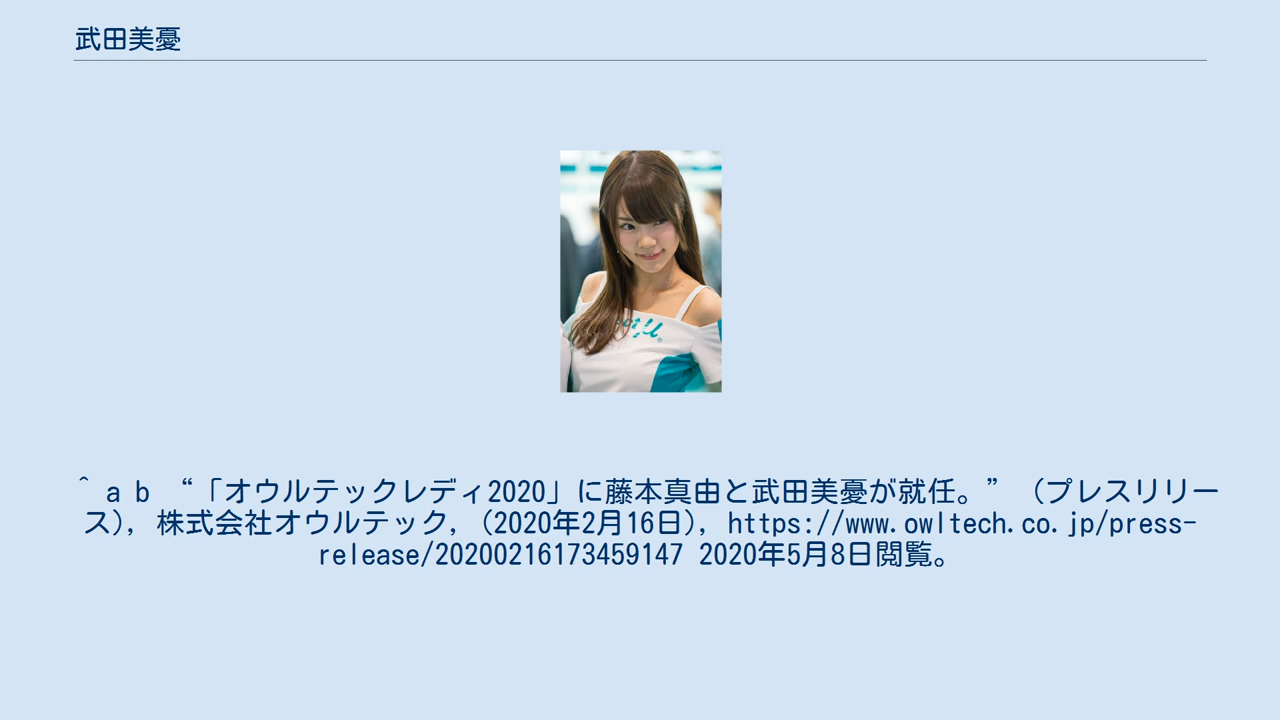 武田美憂
^ a b “「オウルテックレディ2020」に藤本真由と武田美憂が就任。” （プレスリリー
ス）, 株式会社オウルテック, (2020年2月16日), https://www.owltech.co.jp/press-
release/20200216173459147 2020年5月8日閲覧。